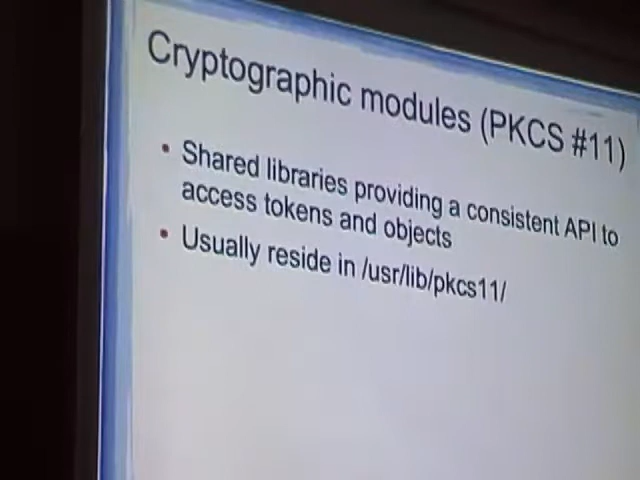 Cryptographic modules (PKCS #11)
• Shared libraries providing a consistent API to
access tokens and objects
• Usually reside in /usr/lib/pkcs11/